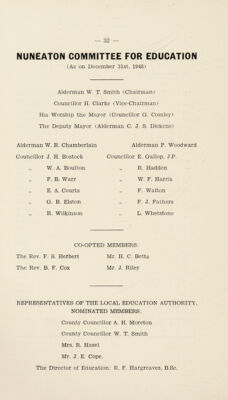 — 32 —
NUNEATON COMMITTEE FOR EDUCATION
(As on December 31st, 1948)
Alderman W. T. Smith (Chairman)
Councillor H. Clarke (Vice-Chairman)
His Worship the Mayor (Councillor G. Comley)
The Deputy Mayor (Alderman C. J. S. Dickens)
Alderman W. R. Chamberlain Alderman P. Woodward
Councillor J. H. Bostock Councillor E. Gallop, J.P.
„ W. A. Boulton „ R. Hadden
„ F. B. Warr „ W. F. Harris
„ E. A. Courts „ F. Walton
„ G. B. Elston „ F. J. Fathers
„ R. Wilkinson „ L. Whetstone
CO-OPTED MEMBERS:
The Rev. F. S. Herbert Mr. H. C. Betts
The Rev. B. F. Cox Mr. J. Riley
REPRESENTATIVES OF THE LOCAL EDUCATION AUTHORITY,
NOMINATED MEMBERS:
County Councillor A. H. Moreton
County Councillor W. T. Smith
Mrs. R. Hazel
Mr. J. E. Cope.
The Director of Education: R. F. Hargreaves, B.Sc.